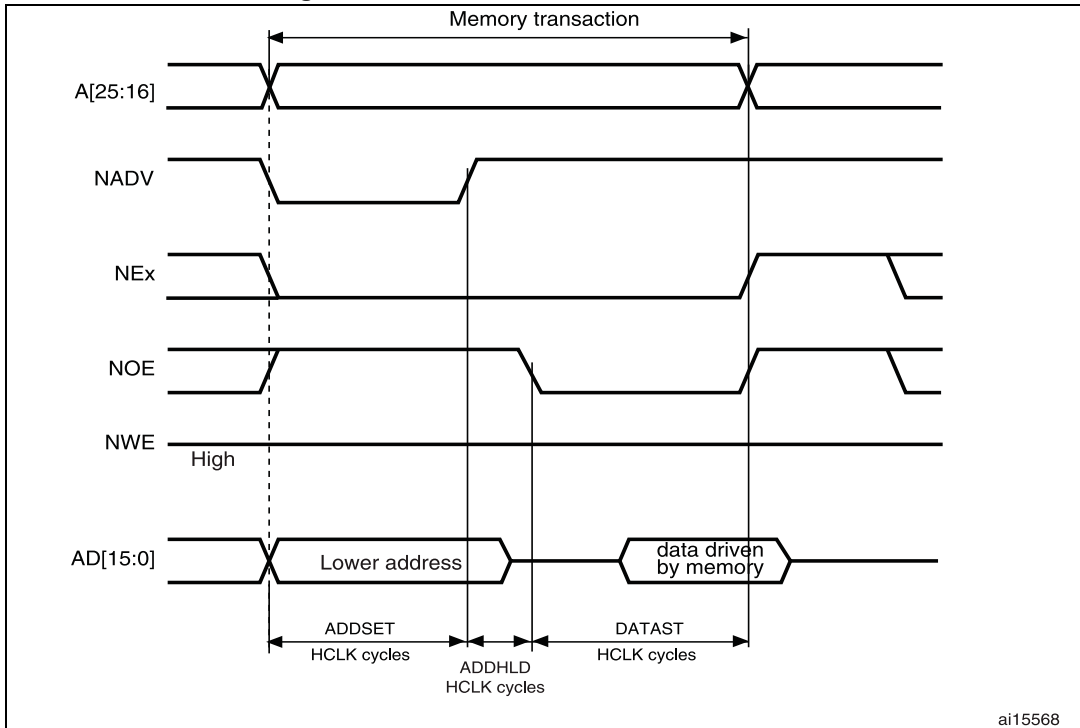 Memory transaction
A[25:16]
NADV
NEx
NOE
NWE
High
AD[15:0]
Lower address
data driven
by memory
ADDSET
HCLK cycles
ADDHLD
HCLK cycles
DATAST
HCLK cycles
ai15568